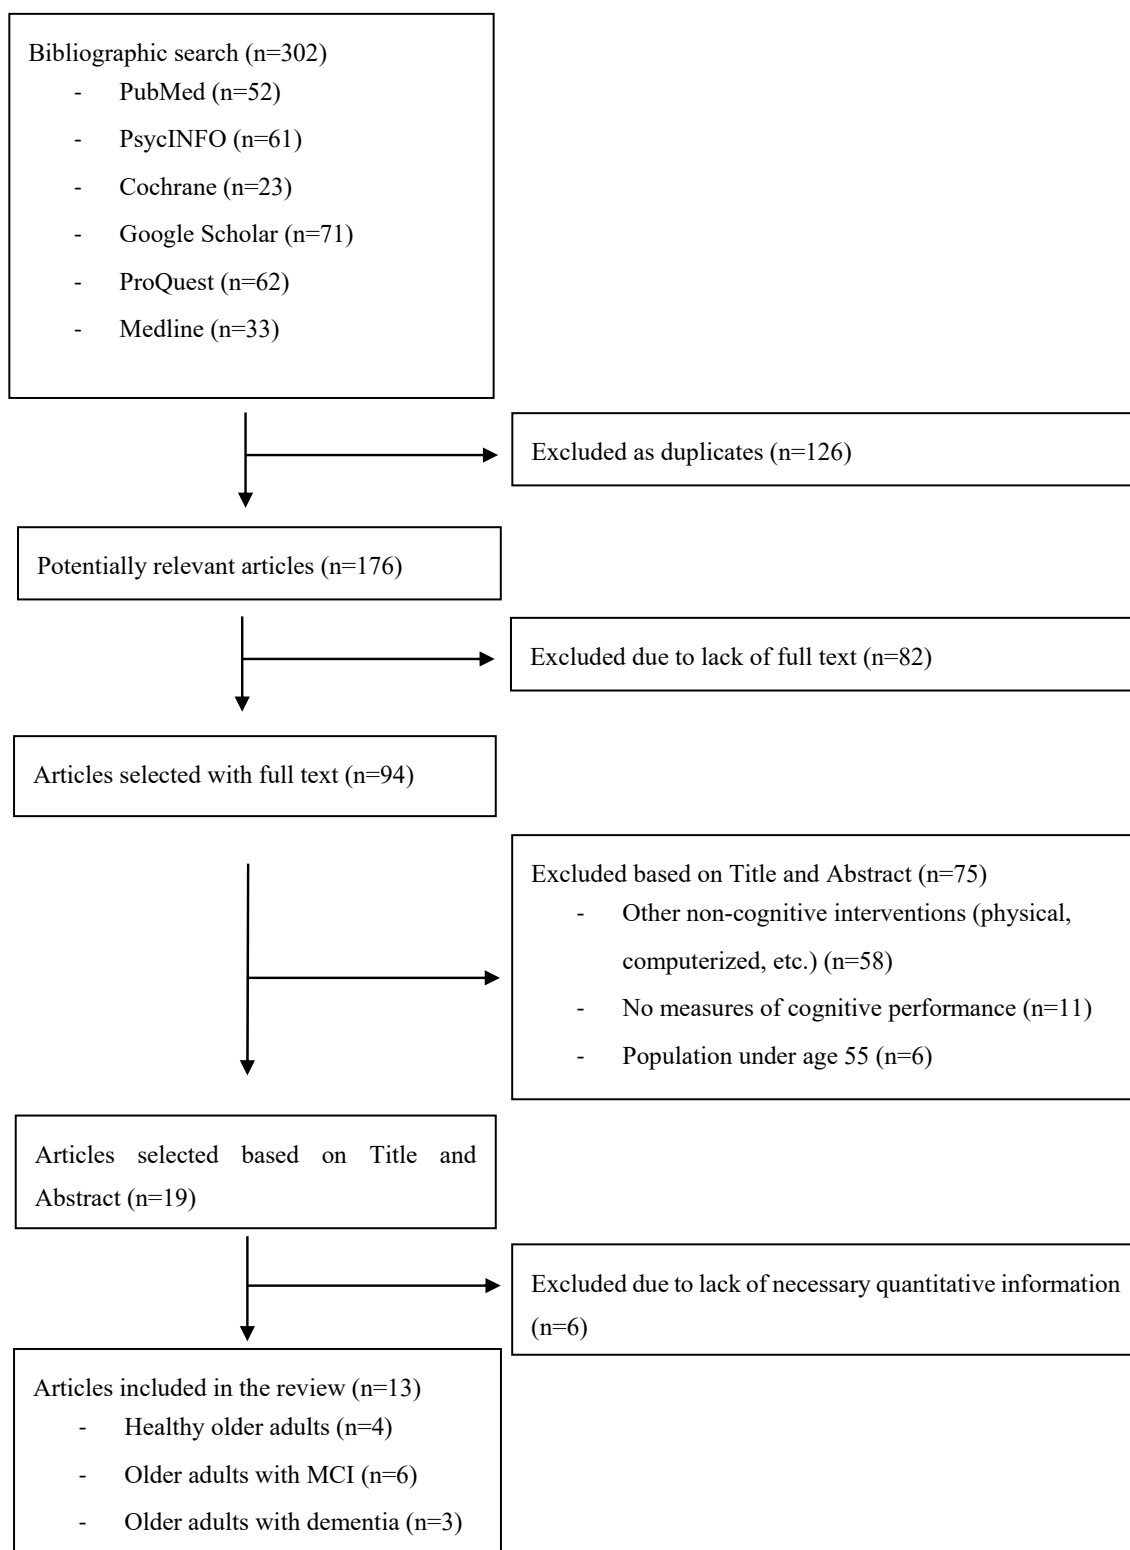 Bibliographic search (n=302)
- PubMed (n=52)
- PsycINFO (n=61)
- Cochrane (n=23)
- Google Scholar (n=71)
- ProQuest (n=62)
- Medline (n=33)
Excluded as duplicates (n=126)
Potentially relevant articles (n=176)
Excluded due to lack of full text (n=82)
Articles selected with full text (n=94)
Excluded based on Title and Abstract (n=75)
- Other non-cognitive interventions (physical,
computerized, etc.) (n=58)
- No measures of cognitive performance (n=11)
- Population under age 55 (n=6)
Articles selected based on Title and
Abstract (n=19)
Excluded due to lack of necessary quantitative information
(n=6)
Articles included in the review (n=13)
- Healthy older adults (n=4)
- Older adults with MCI (n=6)
- Older adults with dementia (n=3)